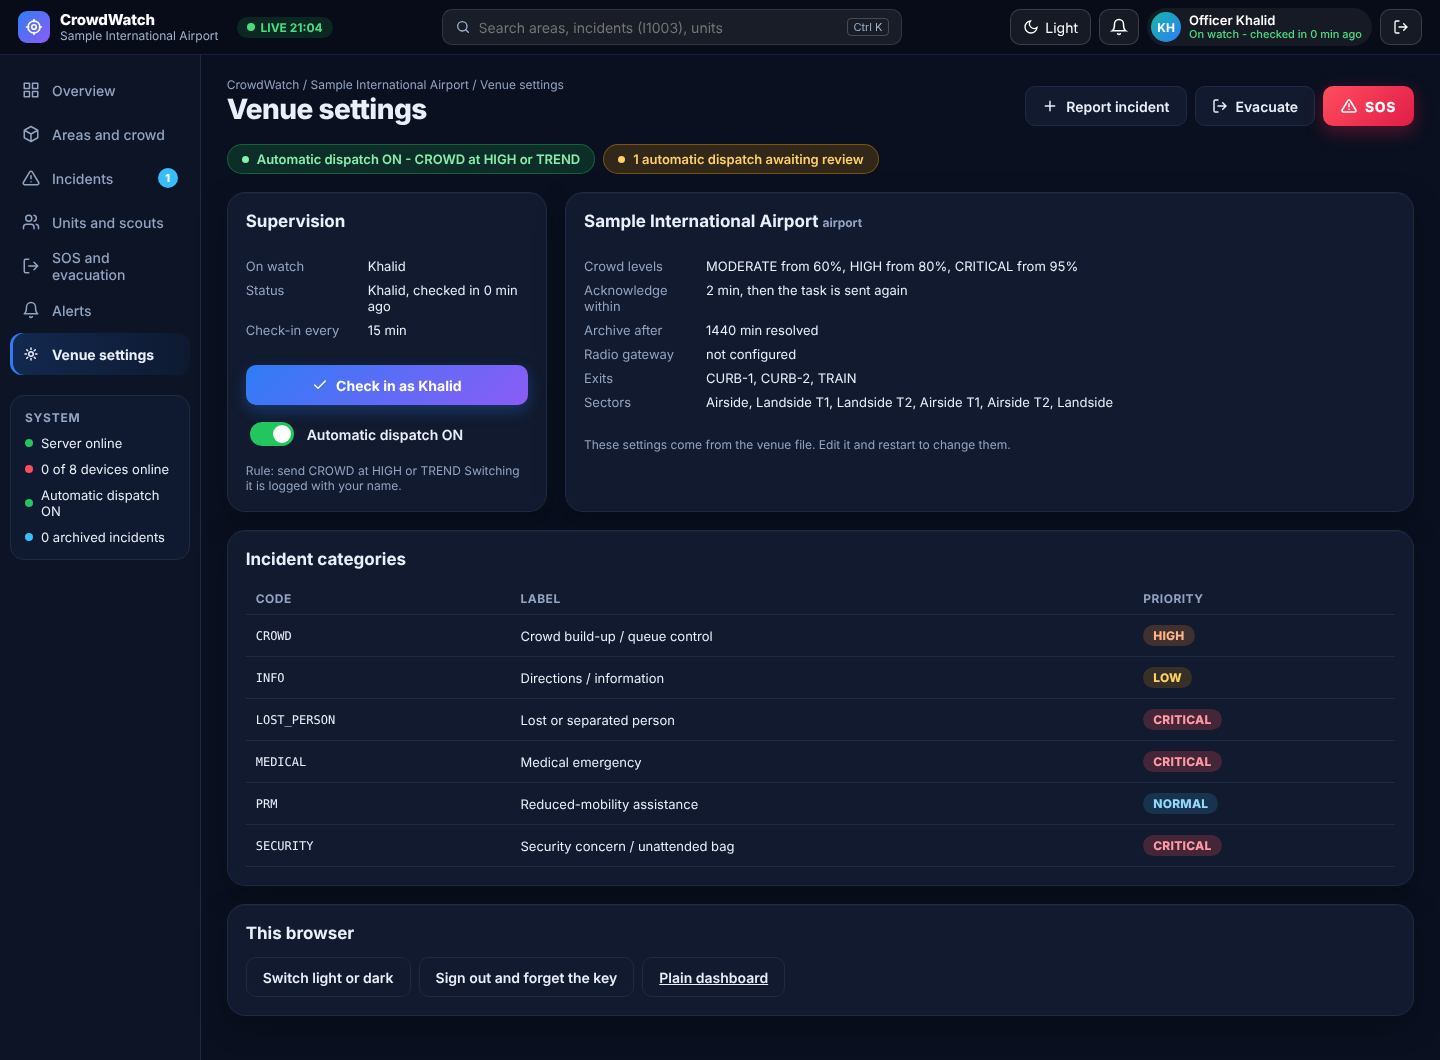 CrowdWatch
Sample International Airport
LIVE 21:04
Search areas, incidents (I1003), units
Ctrl K
Light
KH
Officer Khalid
On watch - checked in 0 min ago
Overview
Areas and crowd
Incidents
1
Units and scouts
SOS and
evacuation
Alerts
Venue settings
SYSTEM
Server online
0 of 8 devices online
Automatic dispatch
ON
0 archived incidents
CrowdWatch / Sample International Airport / Venue settings
Venue settings
Report incident
Evacuate
SOS
Automatic dispatch ON - CROWD at HIGH or TREND
1 automatic dispatch awaiting review
Supervision
On watch Khalid
Status Khalid, checked in 0 min
ago
Check-in every 15 min
Check in as Khalid
Automatic dispatch ON
Rule: send CROWD at HIGH or TREND Switching
it is logged with your name.
Sample International Airport airport
Crowd levels MODERATE from 60%, HIGH from 80%, CRITICAL from 95%
Acknowledge 2 min, then the task is sent again
within
Archive after 1440 min resolved
Radio gateway not configured
Exits CURB-1, CURB-2, TRAIN
Sectors Airside, Landside T1, Landside T2, Airside T1, Airside T2, Landside
These settings come from the venue file. Edit it and restart to change them.
Incident categories
CODE LABEL PRIORITY
CROWD Crowd build-up / queue control HIGH
INFO Directions / information LOW
LOST_PERSON Lost or separated person CRITICAL
MEDICAL Medical emergency CRITICAL
PRM Reduced-mobility assistance NORMAL
SECURITY Security concern / unattended bag CRITICAL
This browser
Switch light or dark
Sign out and forget the key
Plain dashboard